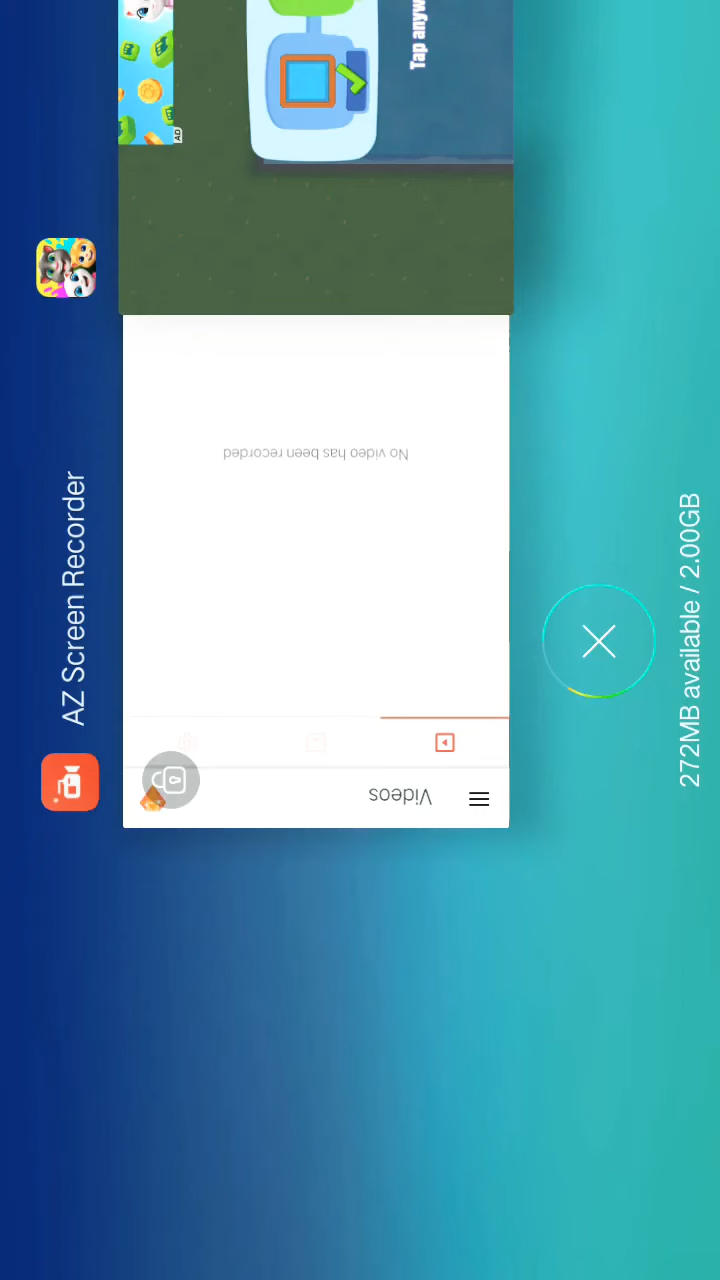 AZ Screen Recorder
Tap anyw
AD
No video has been recorded
Videos
272MB available / 2.00GB